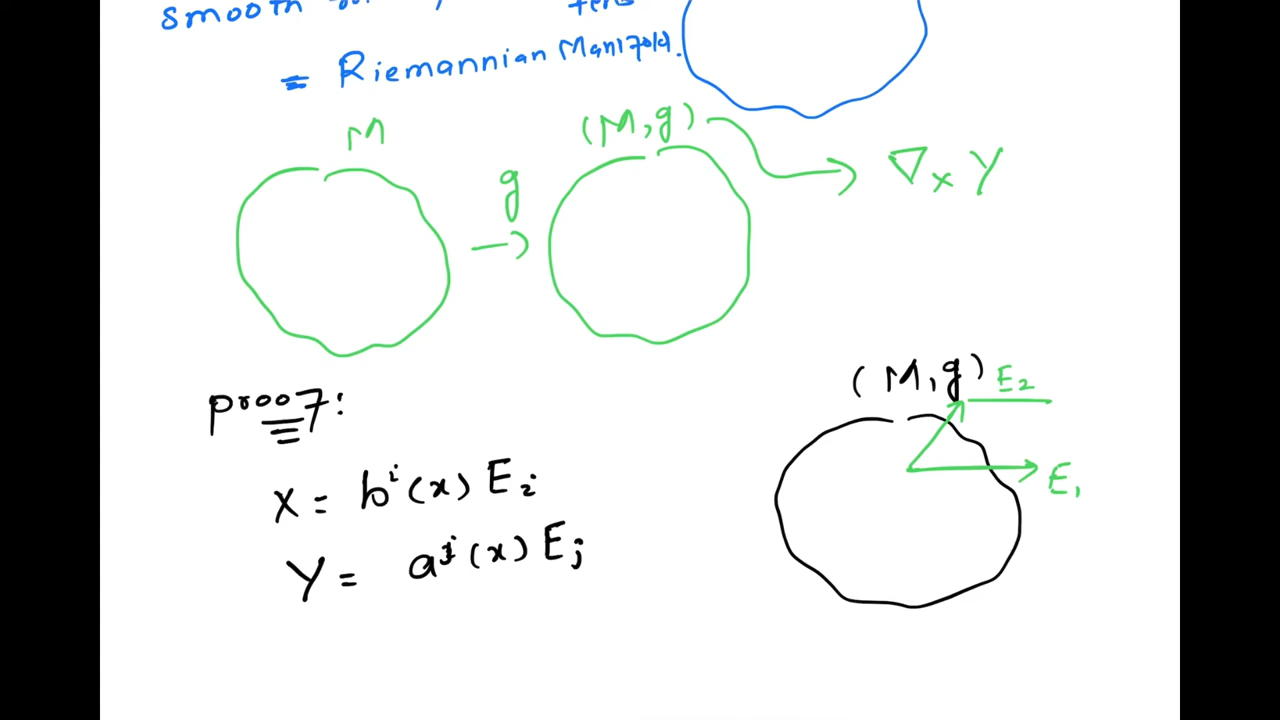 smooth
= Riemannian Manifold.
M
(M,g)
g
∇ₓ Y
proof:
(M,g)
E₂
E₁
X = bⁱ(x) Eᵢ
Y = aʲ(x) Eⱼ